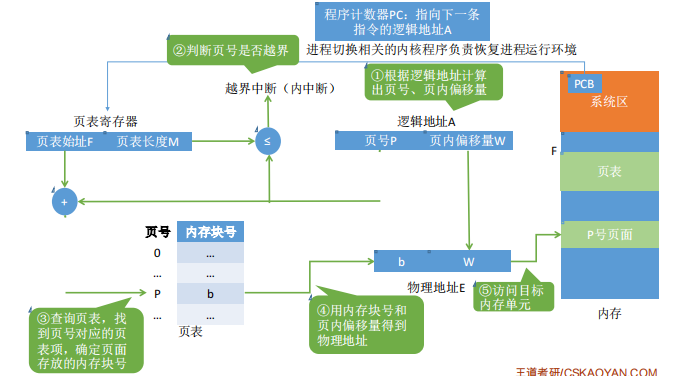 程序计数器PC：指向下一条
指令的逻辑地址A
②判断页号是否越界
进程切换相关的内核程序负责恢复进程运行环境
越界中断（内中断）
①根据逻辑地址计算
出页号、页内偏移量
PCB
系统区
页表寄存器
逻辑地址A
页表始址F 页表长度M
≤
页号P 页内偏移量W
F
页表
+
页号 内存块号
0 …
… …
P b
… …
页表
P号页面
b W
物理地址E
⑤访问目标
内存单元
内存
③查询页表，找
到页号对应的页
表项，确定页面
存放的内存块号
④用内存块号和
页内偏移量得到
物理地址
王道考研/CSKAOYAN.COM